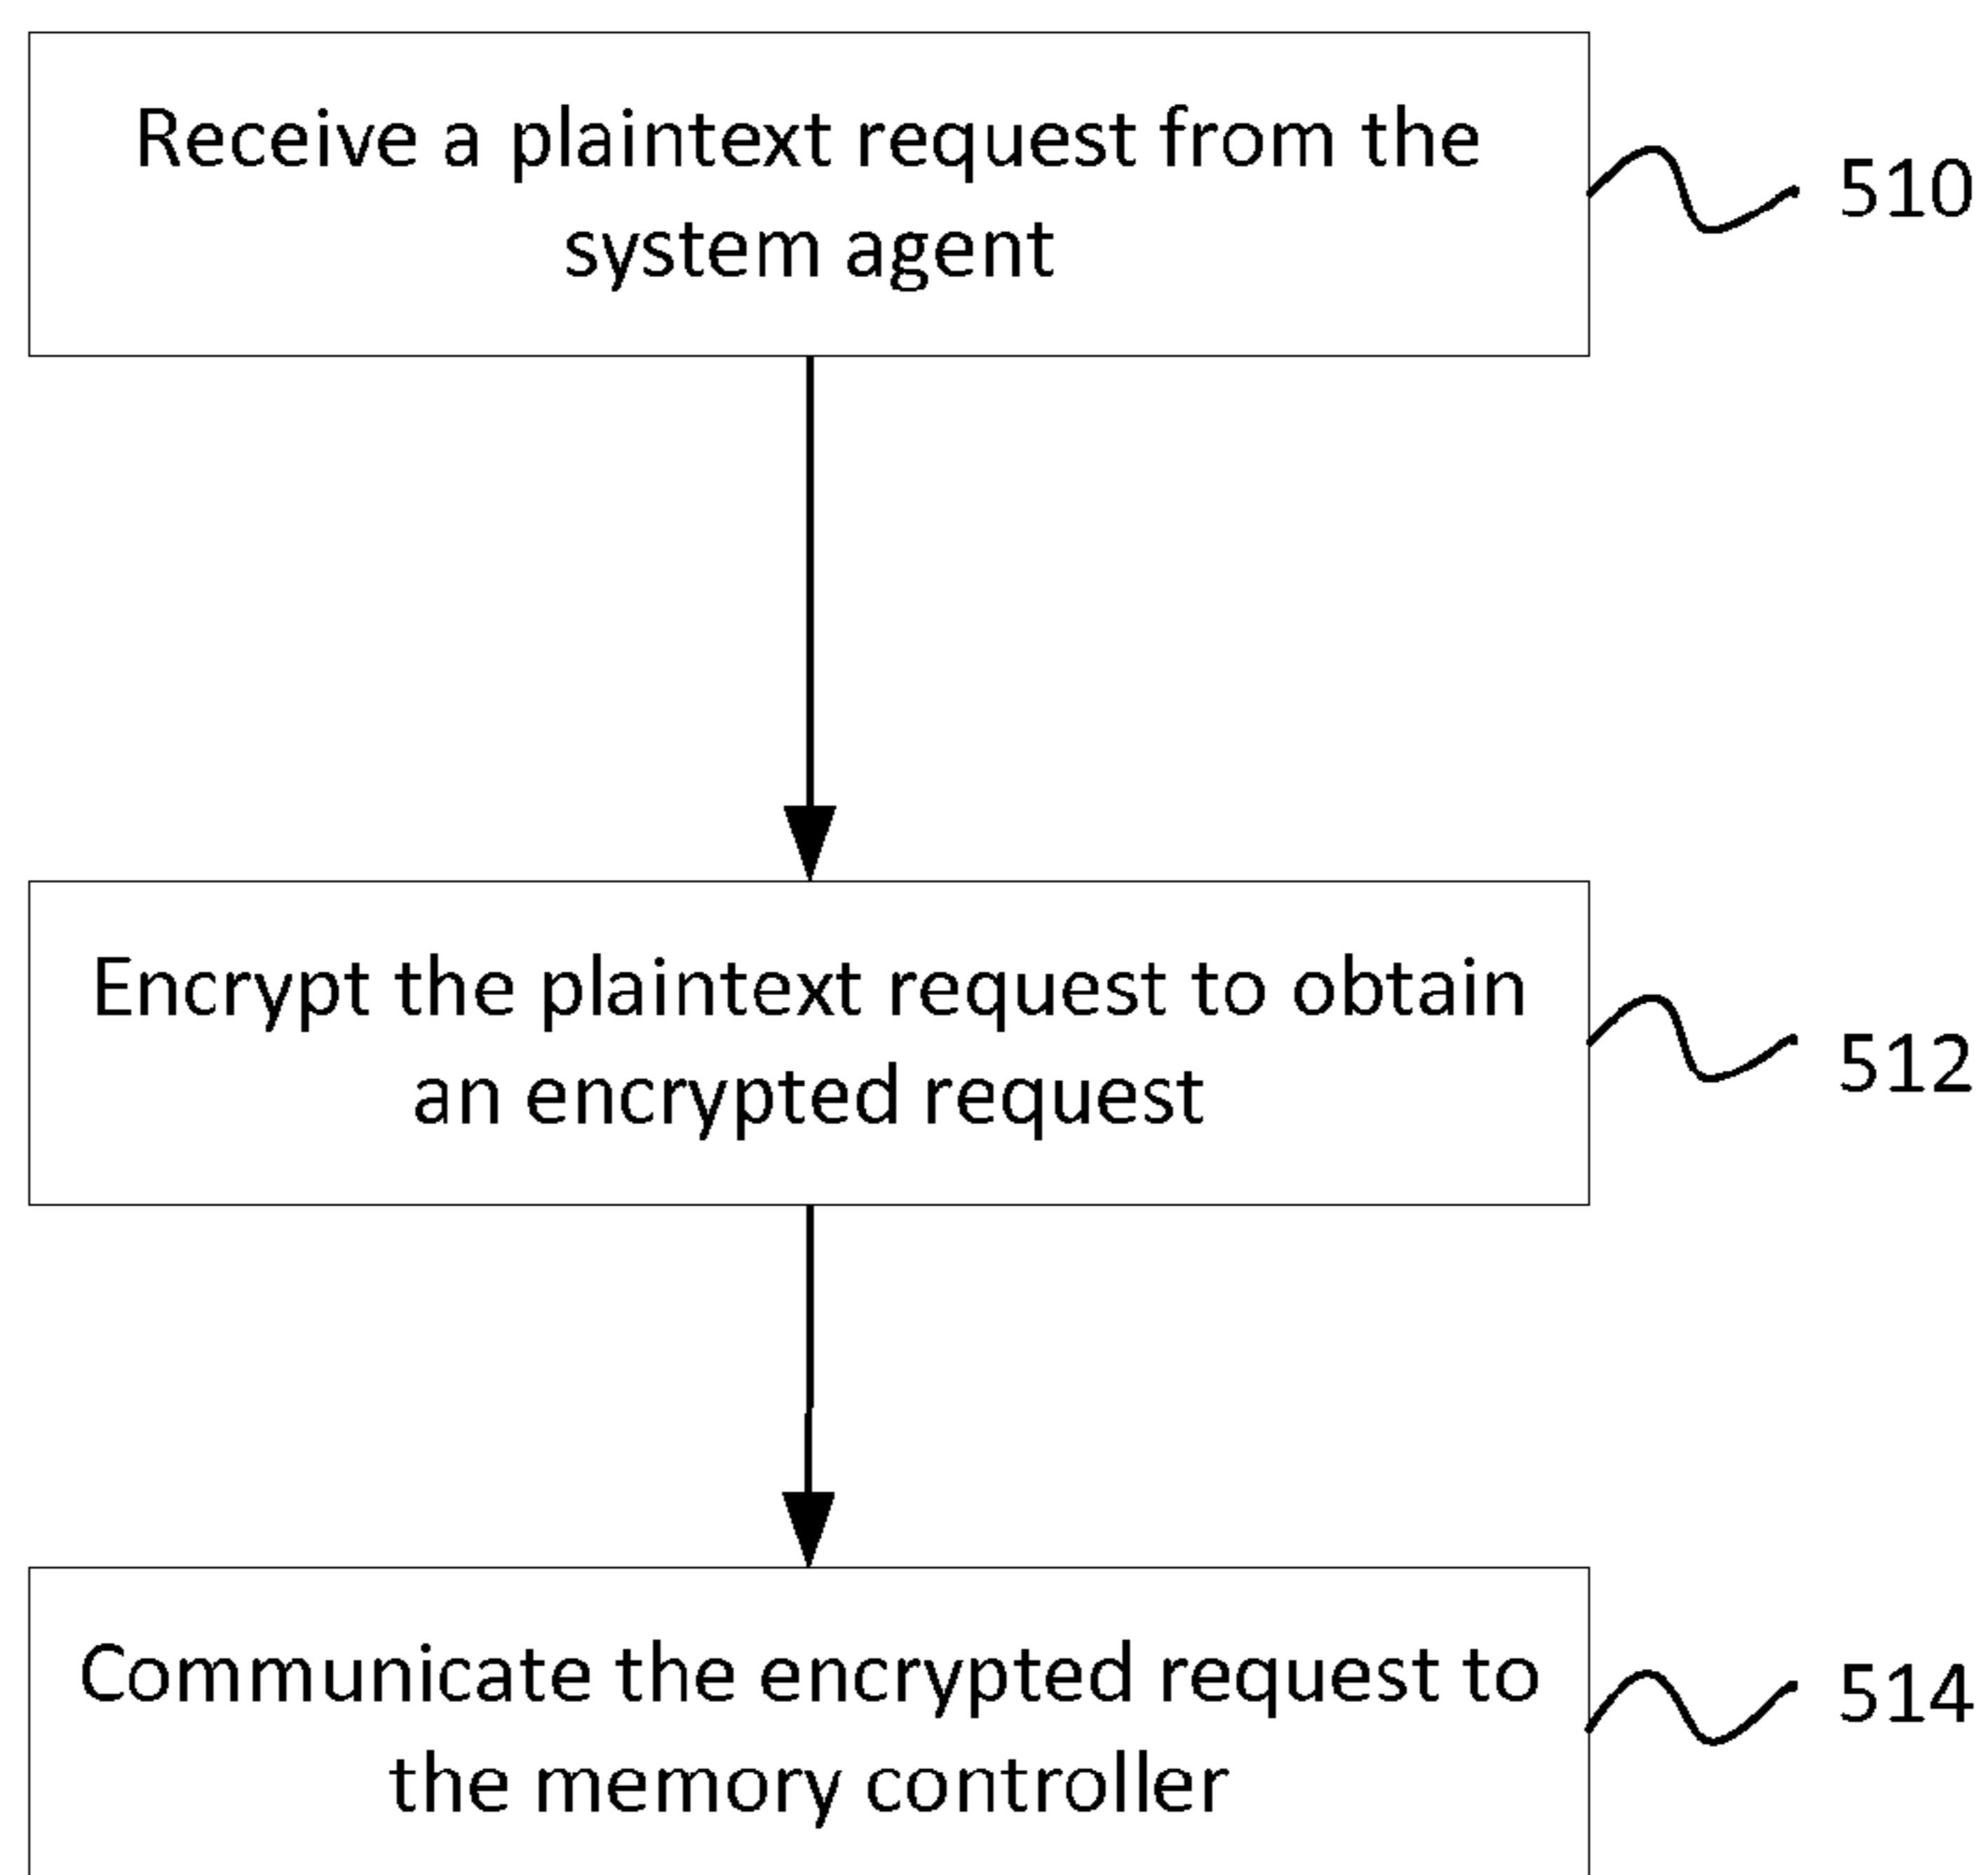 Receive a plaintext request from the
system agent
510
Encrypt the plaintext request to obtain
an encrypted request
512
Communicate the encrypted request to
the memory controller
514